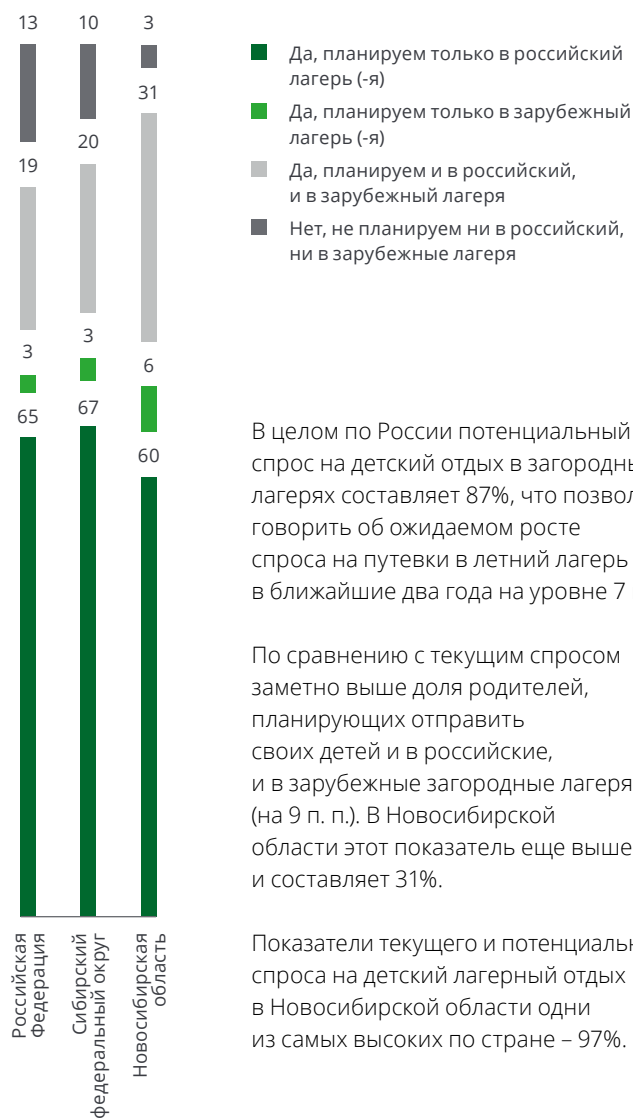 13 10 3
31
20
19
3
3
6
65 67
60
Да, планируем только в российский
лагерь (-я)
Да, планируем только в зарубежный
лагерь (-я)
Да, планируем и в российский,
и в зарубежный лагеря
Нет, не планируем ни в российский,
ни в зарубежные лагеря
В целом по России потенциальный
спрос на детский отдых в
лагерях составляет 87%, что
говорить об ожидаемом росте
спроса на путевки в летний лагерь
в ближайшие два года на уровне 7
По сравнению с текущим спросом
заметно выше доля родителей,
планирующих отправить
своих детей и в российские,
и в зарубежные загородные лагеря
(на 9 п. п.). В Новосибирской
области этот показатель еще выше
и составляет 31%.
Показатели текущего и
спроса на детский лагерный отдых
в Новосибирской области одни
из самых высоких по стране – 97%.
Российская
Федерация
Сибирский
федеральный округ
Новосибирская
область